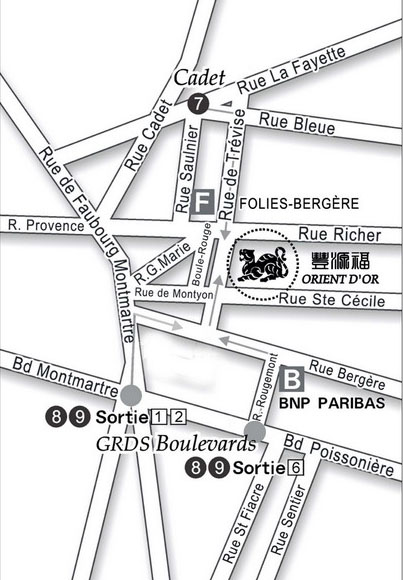 Cadet
7
Rue La Fayette
Rue Bleue
Rue Cadet
Rue Saulnier
Rue de Trévise
Rue de Faubourg Montmartre
F
FOLIES-BERGÈRE
R. Provence
Rue Richer
R.G.Marie
Boule-Rouge
豐源福
ORIENT D'OR
Rue de Montyon
Rue Ste Cécile
Rue Bergère
Bd Montmartre
R.-Rougemont
B
BNP PARIBAS
8 9 Sortie 1-2
GRDS Boulevards
Bd Poissonière
8 9 Sortie 6
Rue St Fiacre
Rue Sentier